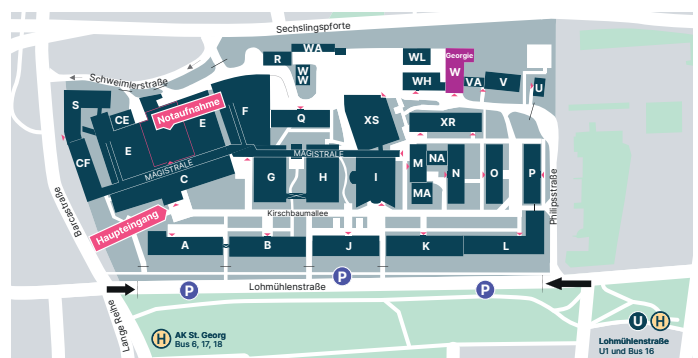 Sechslingspforte
WA
R
W
W
WL
Georgie
W
WH
VA
V
U
Schweimlerstraße
S
CE
Notaufnahme
E
E
F
Q
XS
XR
CF
MAGISTRALE
MAGISTRALE
C
G
H
I
M
NA
N
O
P
MA
Barcastraße
Haupteingang
Kirschbaumallee
Philipsstraße
A
B
J
K
L
P
P
P
Lohmühlenstraße
Lange Reihe
H
AK St. Georg
Bus 6, 17, 18
U
H
Lohmühlenstraße
U1 und Bus 16